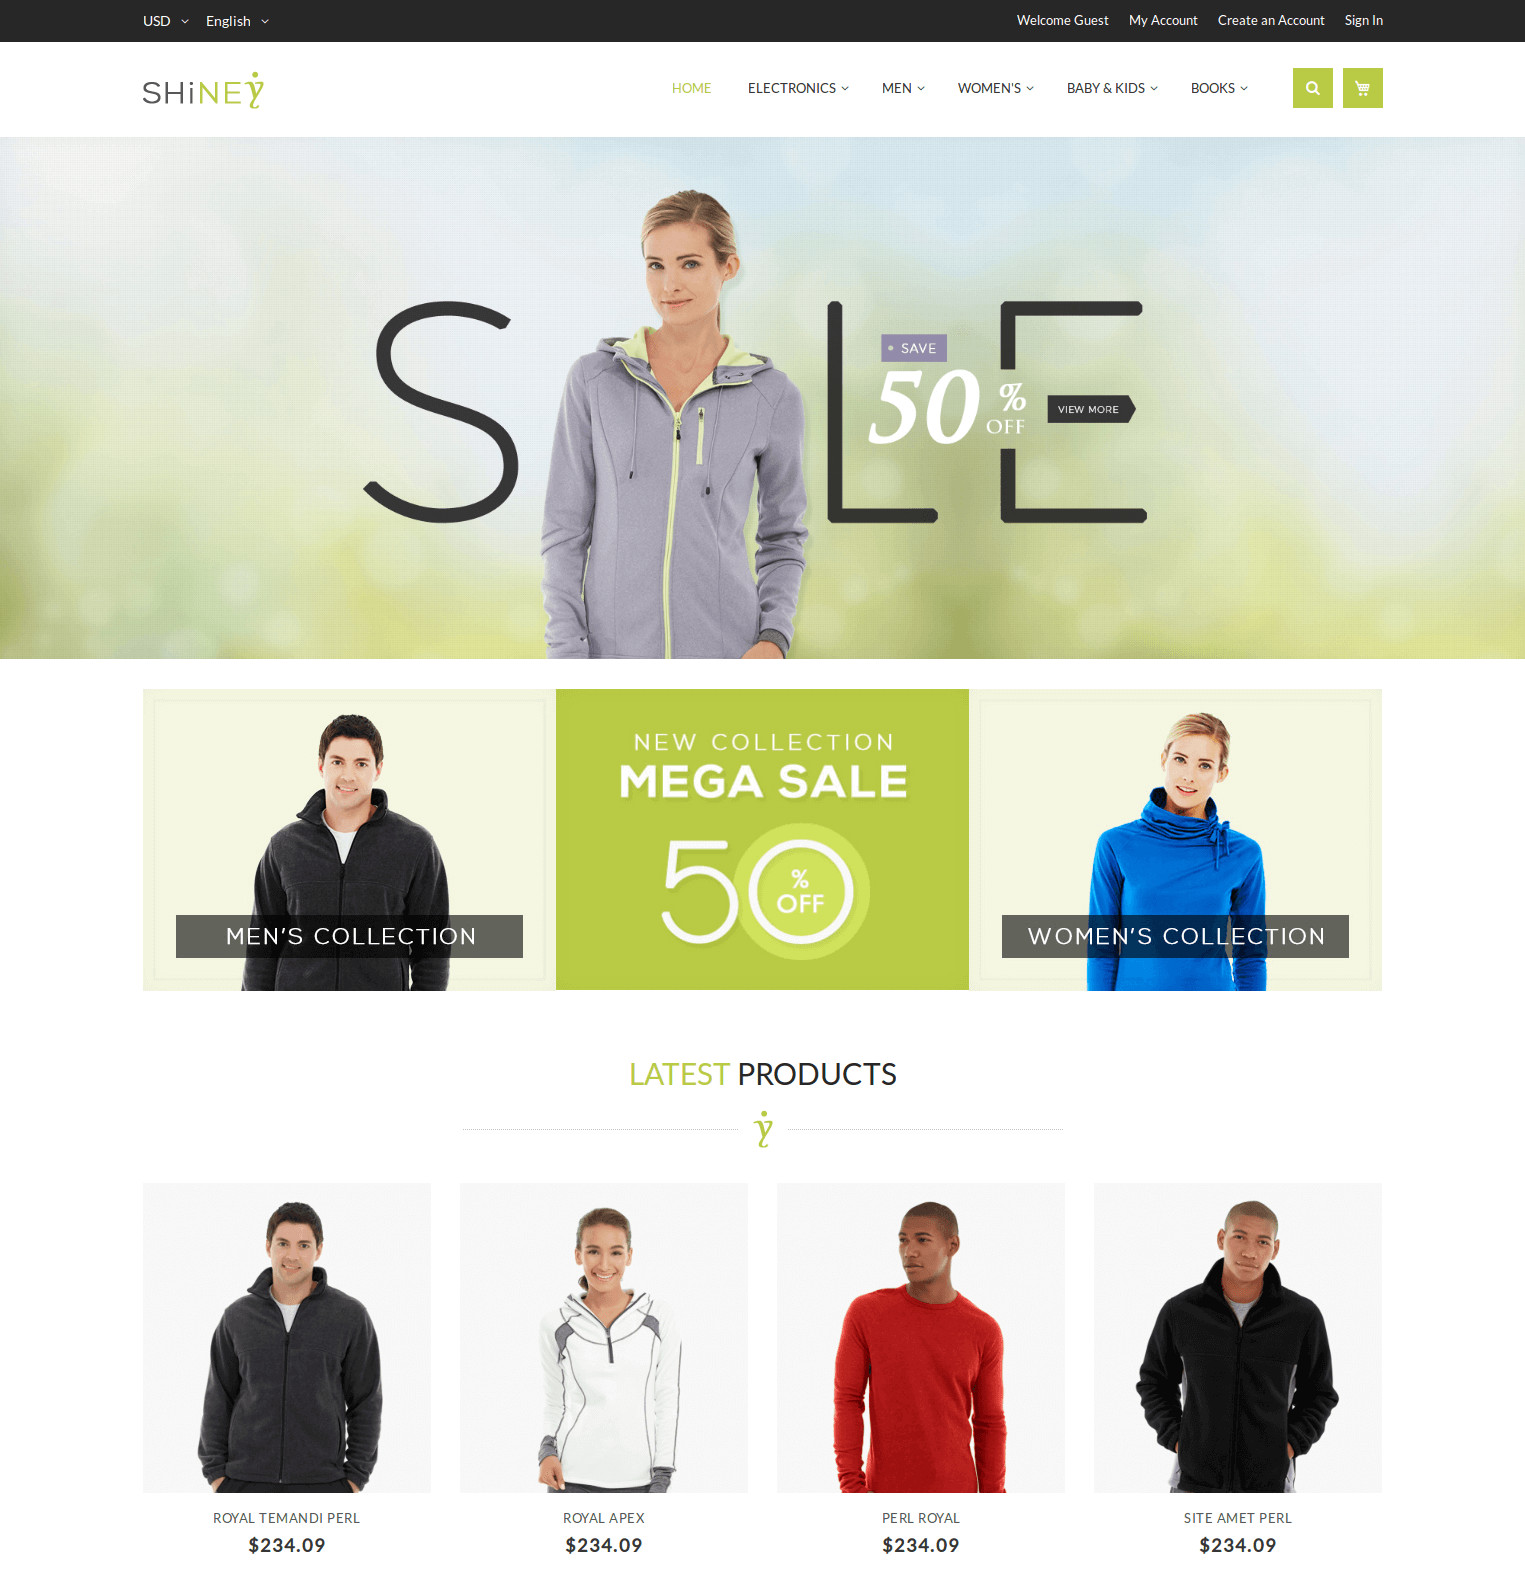 USD English Welcome Guest My Account Create an Account Sign In
SHiNEy HOME ELECTRONICS MEN WOMEN'S BABY & KIDS BOOKS
SALE
SAVE
50 % OFF
VIEW MORE
MEN'S COLLECTION
NEW COLLECTION
MEGA SALE
50 % OFF
WOMEN'S COLLECTION
LATEST PRODUCTS
y
ROYAL TEMANDI PERL ROYAL APEX PERL ROYAL SITE AMET PERL
$234.09 $234.09 $234.09 $234.09